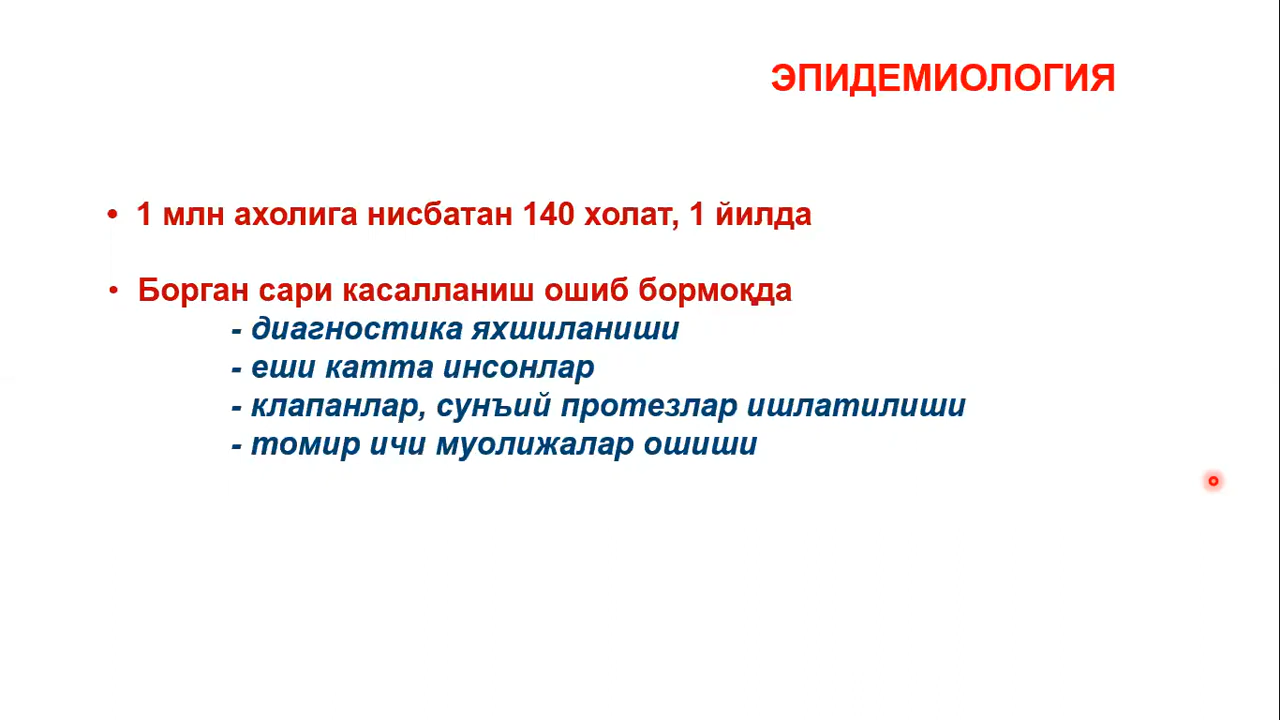 ЭПИДЕМИОЛОГИЯ
• 1 млн ахолига нисбатан 140 холат, 1 йилда
• Борган сари касалланиш ошиб бормоқда
- диагностика яхшиланиши
- еши катта инсонлар
- клапанлар, сунъий протезлар ишлатилиши
- томир ичи муолижалар ошиши